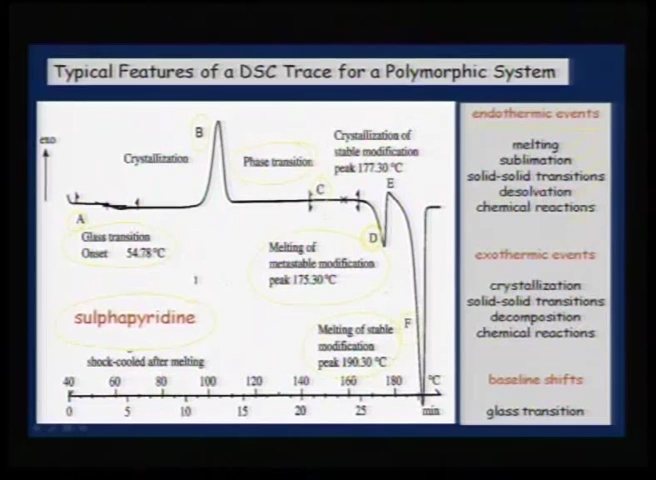 Typical Features of a DSC Trace for a Polymorphic System
exo
B
Crystallization
Phase transition
Crystallization of
stable modification
peak 177.30°C
C
E
A
Glass transition
Onset 54.78°C
D
Melting of
metastable modification
peak 175.30°C
sulphapyridine
Melting of stable
modification
peak 190.30°C
F
shock-cooled after melting
40 60 80 100 120 140 160 180 °C
0 5 10 15 20 25 min
endothermic events
melting
sublimation
solid-solid transitions
desolvation
chemical reactions
exothermic events
crystallization
solid-solid transitions
decomposition
chemical reactions
baseline shifts
glass transition